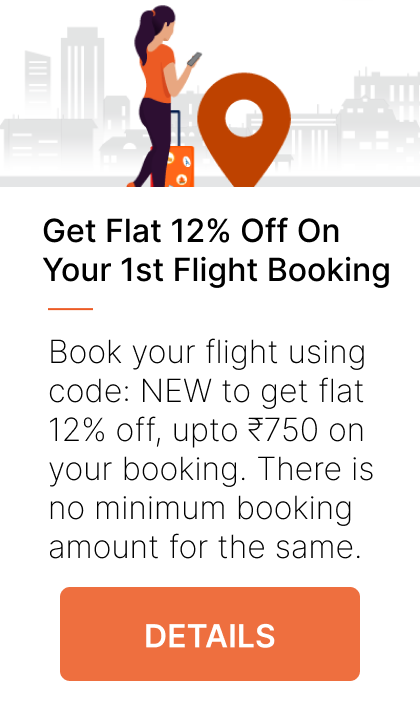 Get Flat 12% Off On
Your 1st Flight Booking
Book your flight using
code: NEW to get flat
12% off, upto ₹750 on
your booking. There is
no minimum booking
amount for the same.
DETAILS